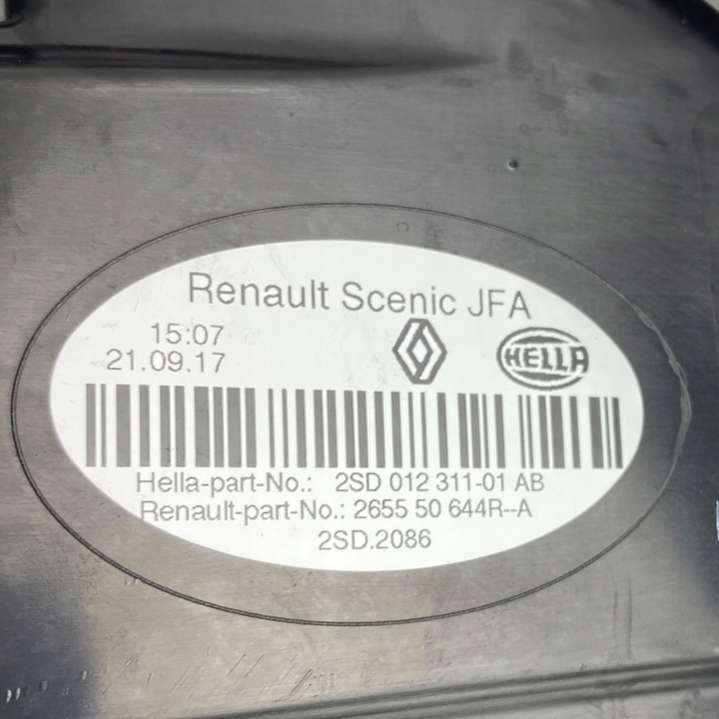 Renault Scenic JFA
15:07
21.09.17
HELLA
Hella-part-No.: 2SD 012 311-01 AB
Renault-part-No.: 2655 50 644R--A
2SD.2086